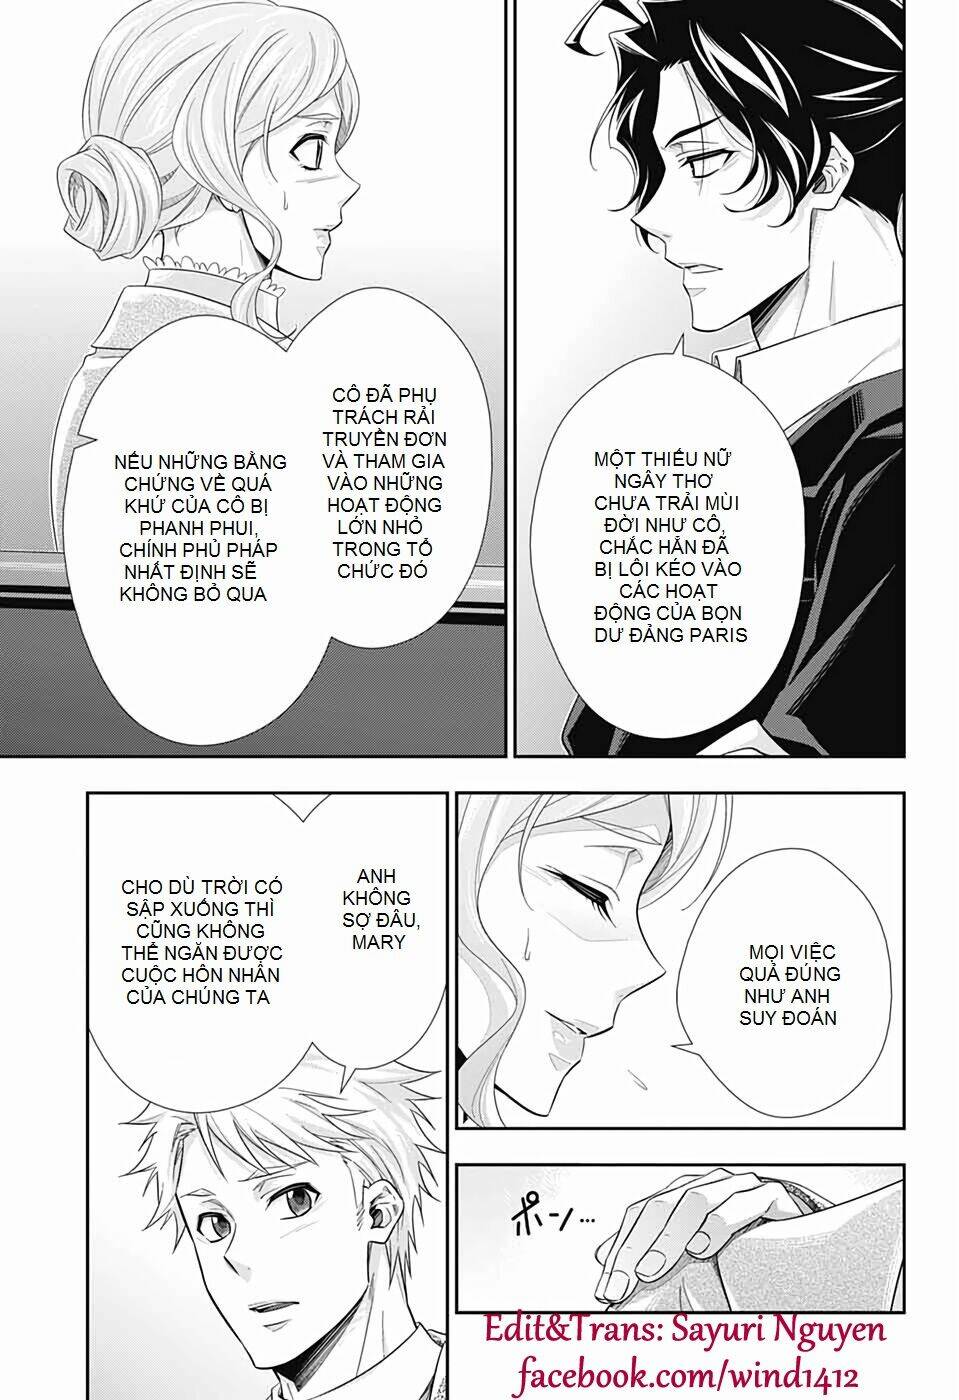 MỘT THIẾU NỮ
NGÂY THƠ
CHƯA TRẢI MÙI
ĐỜI NHƯ CÔ,
CHẮC HẲN ĐÃ
BỊ LÔI KÉO VÀO
CÁC HOẠT
ĐỘNG CỦA BỌN
DƯ ĐẢNG PARIS
CÔ ĐÃ PHỤ
TRÁCH RẢI
TRUYỀN ĐƠN
VÀ THAM GIA
VÀO NHỮNG
HOẠT ĐỘNG
LỚN NHỎ
TRONG TỔ
CHỨC ĐÓ
NẾU NHỮNG BẰNG
CHỨNG VỀ QUÁ
KHỨ CỦA CÔ BỊ
PHANH PHUI,
CHÍNH PHỦ PHÁP
NHẤT ĐỊNH SẼ
KHÔNG BỎ QUA
MỌI VIỆC
QUẢ ĐÚNG
NHƯ ANH
SUY ĐOÁN
ポン…
ANH
KHÔNG
SỢ ĐÂU,
MARY
CHO DÙ TRỜI CÓ
SẬP XUỐNG THÌ
CŨNG KHÔNG
THỂ NGĂN ĐƯỢC
CUỘC HÔN NHÂN
CỦA CHÚNG TA
Edit&Trans: Sayuri Nguyen
facebook.com/wind1412